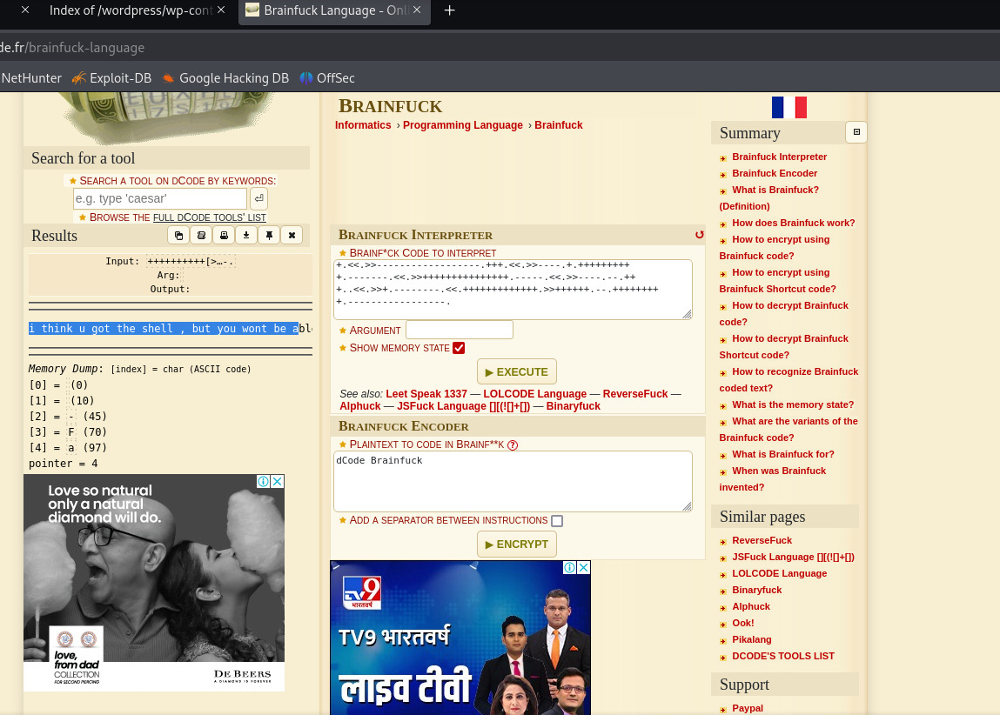 Index of /wordpress/wp-cont
Brainfuck Language - Onl
de.fr/brainfuck-language
NetHunter Exploit-DB Google Hacking DB OffSec
Search for a tool
SEARCH A TOOL ON DCODE BY KEYWORDS:
e.g. type 'caesar'
BROWSE THE FULL DCODE TOOLS' LIST
Results
Input: ++++++++++[>…-.
Arg:
Output:
i think u got the shell , but you wont be abl
Memory Dump: [index] = char (ASCII code)
[0] = (0)
[1] = (10)
[2] = - (45)
[3] = F (70)
[4] = a (97)
pointer = 4
Love so natural
only a natural
diamond will do.
love,
from dad
COLLECTION
FOR SECOND PIERCING
DE BEERS
A DIAMOND IS FOREVER
BRAINFUCK
Informatics › Programming Language › Brainfuck
BRAINFUCK INTERPRETER
BRAINF*CK CODE TO INTERPRET
+.<<.>>------------------.+++.<<.>>----.+.+++++++++
+.-------.<<.>>+++++++++++++++.-----.<<.>>----.--.++
+..<<.>>+.--------.<<.+++++++++++++.>>++++++.--.++++++++
+.-----------------.
ARGUMENT
SHOW MEMORY STATE
▶ EXECUTE
See also: Leet Speak 1337 — LOLCODE Language — ReverseFuck —
Alphuck — JSFuck Language [][(![]+[]) — Binaryfuck
BRAINFUCK ENCODER
PLAINTEXT TO CODE IN BRAINF**K ?
dCode Brainfuck
ADD A SEPARATOR BETWEEN INSTRUCTIONS
▶ ENCRYPT
TV9
भारतवर्ष
TV9 भारतवर्ष
लाइव टीवी
Summary
Brainfuck Interpreter
Brainfuck Encoder
What is Brainfuck?
(Definition)
How does Brainfuck work?
How to encrypt using
Brainfuck code?
How to encrypt using
Brainfuck Shortcut code?
How to decrypt Brainfuck
code?
How to decrypt Brainfuck
Shortcut code?
How to recognize Brainfuck
coded text?
What is the memory state?
What are the variants of the
Brainfuck code?
What is Brainfuck for?
When was Brainfuck
invented?
Similar pages
ReverseFuck
JSFuck Language [][(![]+[])
LOLCODE Language
Binaryfuck
Alphuck
Ook!
Pikalang
DCODE'S TOOLS LIST
Support
Paypal